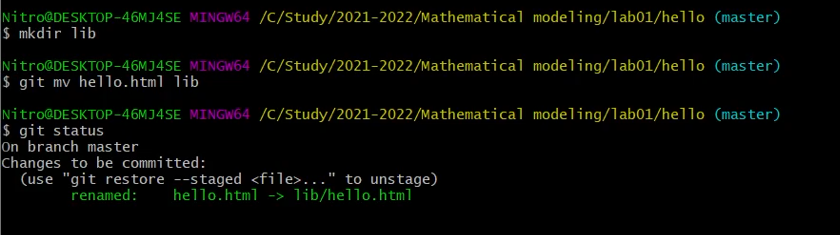 Nitro@DESKTOP-46MJ4SE MINGW64 /C/Study/2021-2022/Mathematical modeling/lab01/hello (master)
$ mkdir lib
Nitro@DESKTOP-46MJ4SE MINGW64 /C/Study/2021-2022/Mathematical modeling/lab01/hello (master)
$ git mv hello.html lib
Nitro@DESKTOP-46MJ4SE MINGW64 /C/Study/2021-2022/Mathematical modeling/lab01/hello (master)
$ git status
On branch master
Changes to be committed:
  (use "git restore --staged <file>..." to unstage)
        renamed:    hello.html -> lib/hello.html